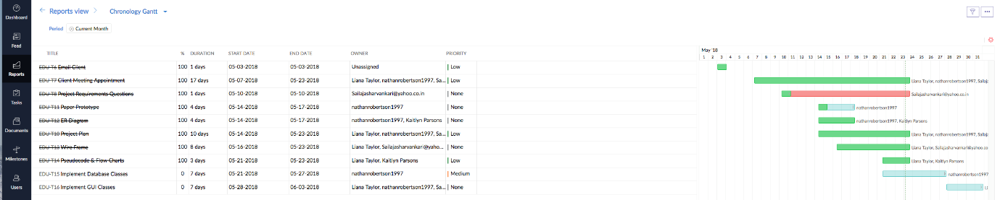 Dashboard
Feed
Reports
Tasks
Documents
Milestones
Users
Reports view
Chronology Gantt
Period Current Month
TITLE % DURATION START DATE END DATE OWNER PRIORITY
EDU-T6 Email Client 100 1 days 05-03-2018 05-03-2018 Unassigned Low
EDU-T7 Client Meeting Appointment 100 17 days 05-07-2018 05-23-2018 Liana Taylor, nathanrobertson1997, Sa... Low
EDU-T8 Project Requirements Questions 100 1 days 05-10-2018 05-10-2018 Sailajasharvankari@yahoo.co.in None
EDU-T11 Paper Prototype 100 4 days 05-14-2018 05-17-2018 nathanrobertson1997 None
EDU-T12 ER Diagram 100 4 days 05-14-2018 05-17-2018 nathanrobertson1997, Kaitlyn Parsons None
EDU-T10 Project Plan 100 10 days 05-14-2018 05-23-2018 Liana Taylor, nathanrobertson1997, Sa... Low
EDU-T13 Wire Frame 100 8 days 05-16-2018 05-23-2018 Liana Taylor, Sailajasharvankari@yaho... None
EDU-T14 Pseudocode & Flow Charts 100 3 days 05-21-2018 05-23-2018 Liana Taylor, Kaitlyn Parsons Low
EDU-T15 Implement Database Classes 0 7 days 05-21-2018 05-27-2018 nathanrobertson1997 Medium
EDU-T16 Implement GUI Classes 0 7 days 05-28-2018 06-03-2018 Liana Taylor, nathanrobertson1997, Sa... None
May '18
1 2 3 4 5 6 7 8 9 10 11 12 13 14 15 16 17 18 19 20 21 22 23 24 25 26 27 28 29 30 31
Liana Taylor, nathanrobertson1997, Sailaja
Sailajasharvankari@yahoo.co.in
nathanrobertson1997
nathanrobertson1997, Kaitlyn Parsons
Liana Taylor, nathanrobertson1997, Sailaja
Liana Taylor, Sailajasharvankari@yahoo.co
Liana Taylor, Kaitlyn Parsons
nathanrobertson1997
Li